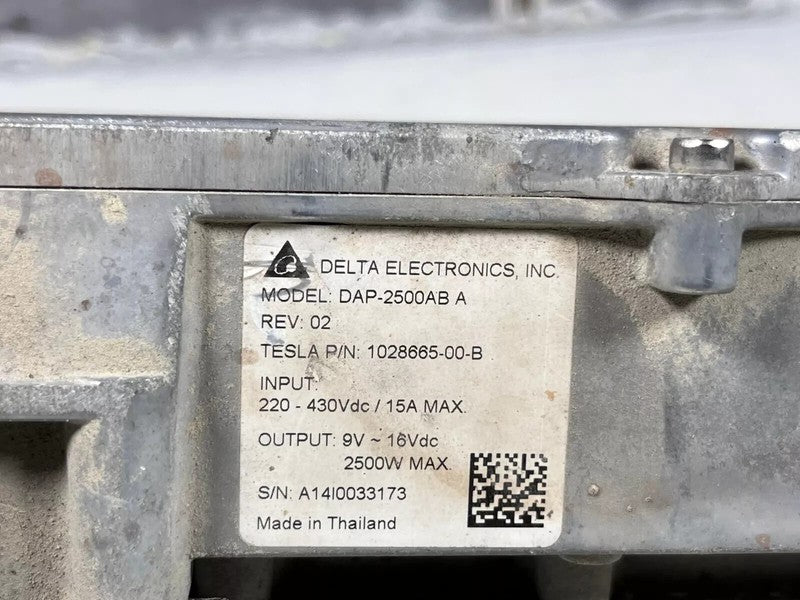 DELTA ELECTRONICS, INC.
MODEL: DAP-2500AB A
REV: 02
TESLA P/N: 1028665-00-B
INPUT:
220 - 430Vdc / 15A MAX.
OUTPUT: 9V ~ 16Vdc
2500W MAX.
S/N: A14I0033173
Made in Thailand